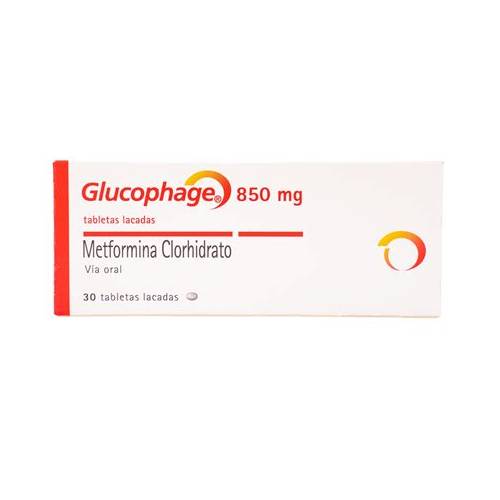 Glucophage® 850 mg
tabletas lacadas
Metformina Clorhidrato
Vía oral
30 tabletas lacadas